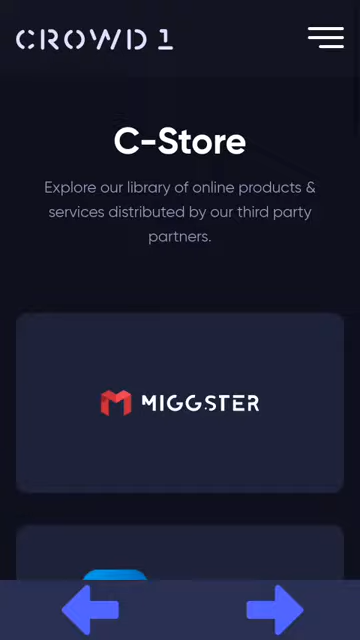 CROWD 1
C-Store
Explore our library of online products &
services distributed by our third party
partners.
MIGGSTER